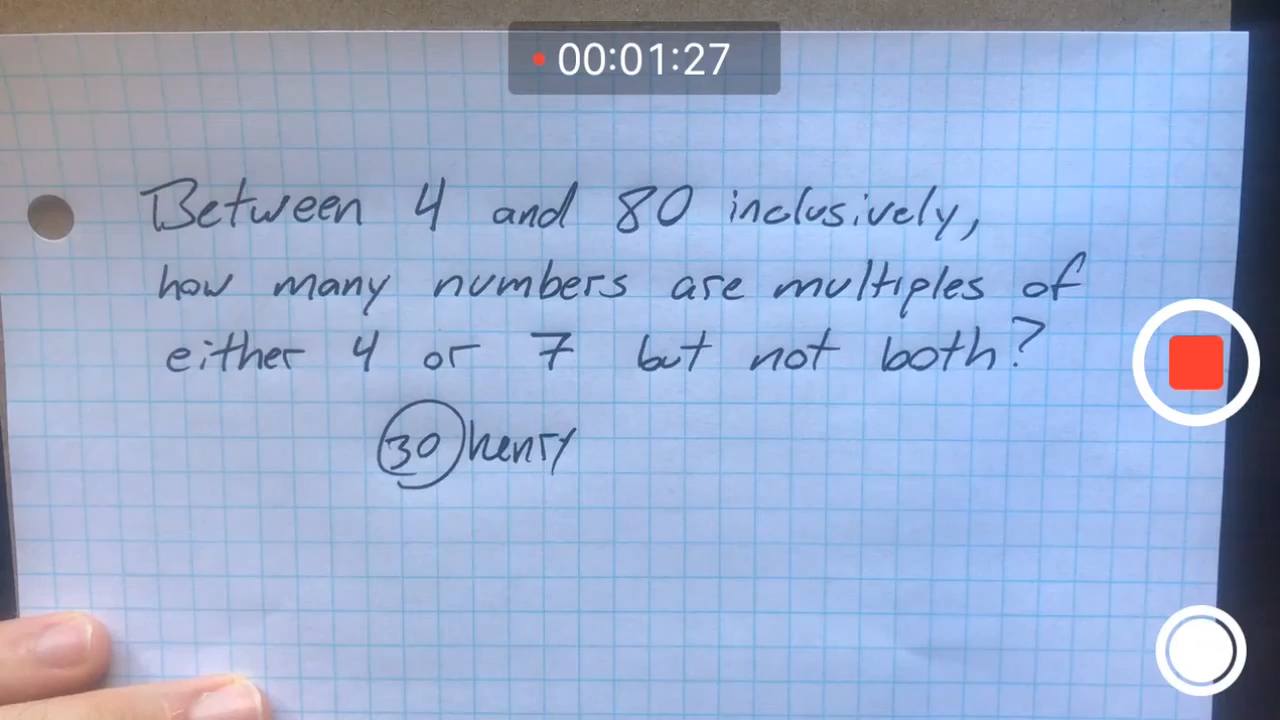 00:01:27
Between 4 and 80 inclusively,
how many numbers are multiples of
either 4 or 7 but not both?
30 henry